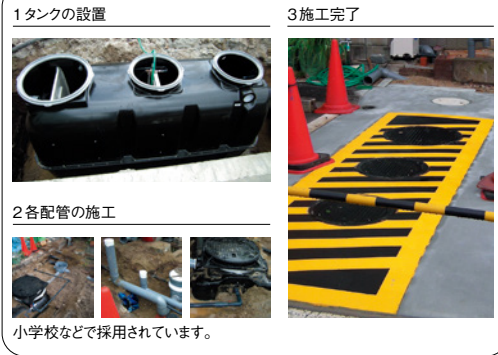 1タンクの設置
2各配管の施工
小学校などで採用されています。
3施工完了